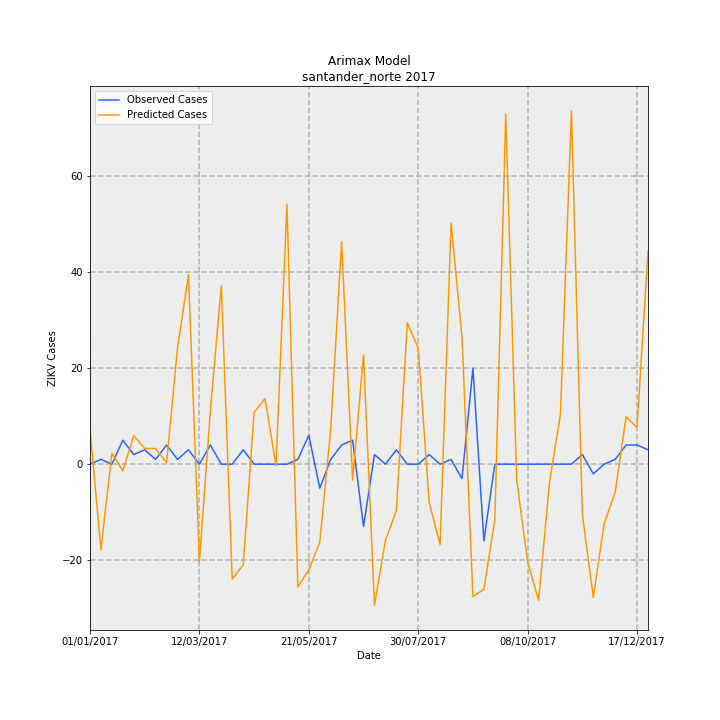 Arimax Model
santander_norte 2017
Observed Cases
Predicted Cases
ZIKV Cases
60
40
20
0
−20
01/01/2017
12/03/2017
21/05/2017
30/07/2017
08/10/2017
17/12/2017
Date